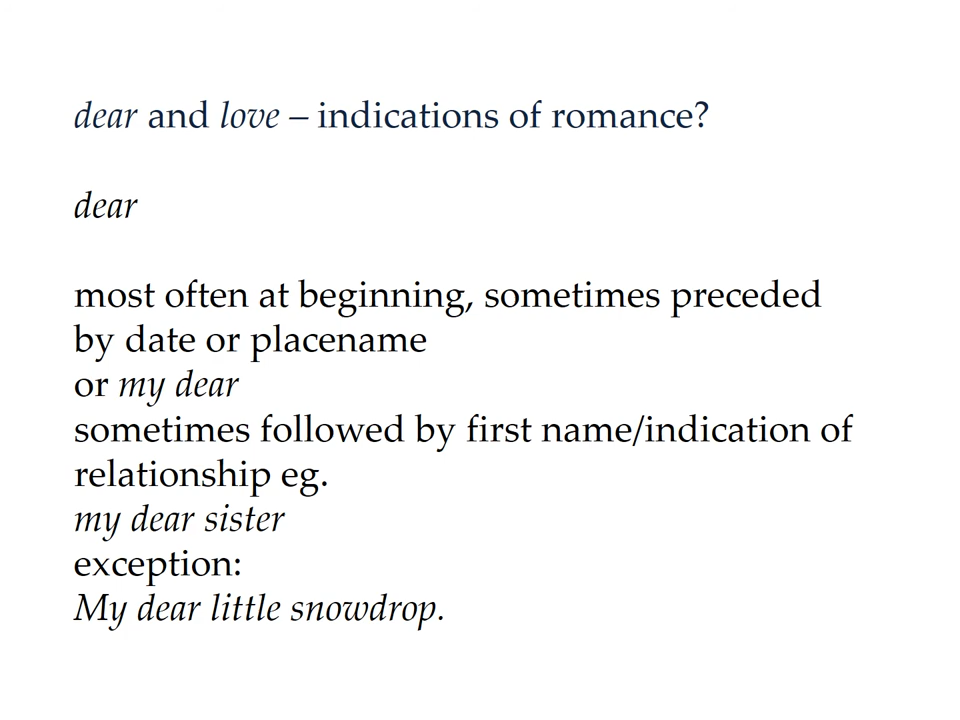 dear and love – indications of romance?
dear
most often at beginning, sometimes preceded
by date or placename
or my dear
sometimes followed by first name/indication of
relationship eg.
my dear sister
exception:
My dear little snowdrop.